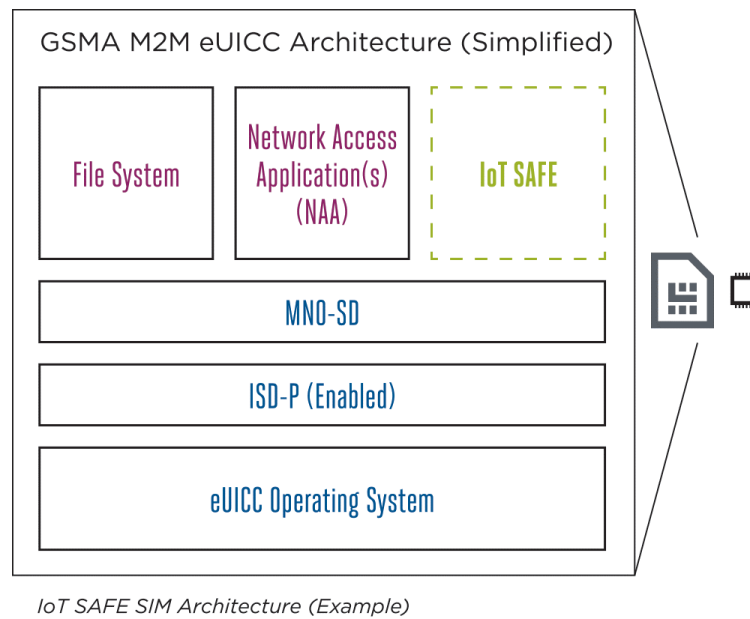 GSMA M2M eUICC Architecture (Simplified)
File System
Network Access
Application(s)
(NAA)
IoT SAFE
MNO-SD
ISD-P (Enabled)
eUICC Operating System
IoT SAFE SIM Architecture (Example)